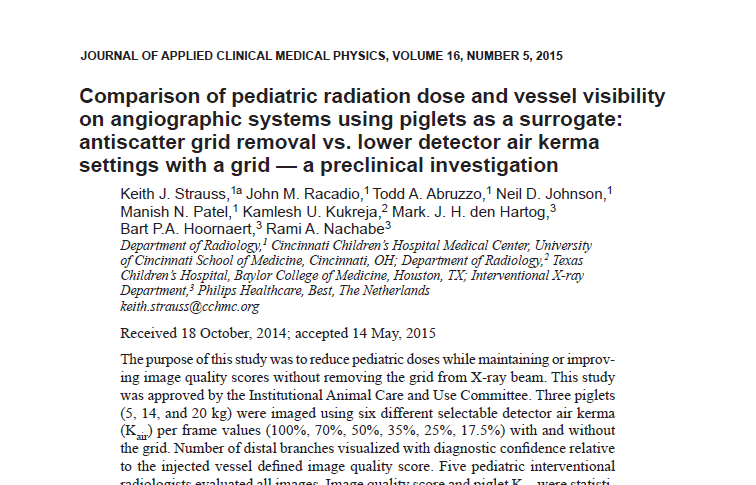 JOURNAL OF APPLIED CLINICAL MEDICAL PHYSICS, VOLUME 16, NUMBER 5, 2015
Comparison of pediatric radiation dose and vessel visibility
on angiographic systems using piglets as a surrogate:
antiscatter grid removal vs. lower detector air kerma
settings with a grid — a preclinical investigation
Keith J. Strauss,1a John M. Racadio,1 Todd A. Abruzzo,1 Neil D. Johnson,1
Manish N. Patel,1 Kamlesh U. Kukreja,2 Mark. J. H. den Hartog,3
Bart P.A. Hoornaert,3 Rami A. Nachabe3
Department of Radiology,1 Cincinnati Children's Hospital Medical Center, University
of Cincinnati School of Medicine, Cincinnati, OH; Department of Radiology,2 Texas
Children's Hospital, Baylor College of Medicine, Houston, TX; Interventional X-ray
Department,3 Philips Healthcare, Best, The Netherlands
keith.strauss@cchmc.org
Received 18 October, 2014; accepted 14 May, 2015
The purpose of this study was to reduce pediatric doses while maintaining or improv-
ing image quality scores without removing the grid from X-ray beam. This study
was approved by the Institutional Animal Care and Use Committee. Three piglets
(5, 14, and 20 kg) were imaged using six different selectable detector air kerma
(Kair) per frame values (100%, 70%, 50%, 35%, 25%, 17.5%) with and without
the grid. Number of distal branches visualized with diagnostic confidence relative
to the injected vessel defined image quality score. Five pediatric interventional
radiologists evaluated all images. Image quality score and piglet K were statisti-